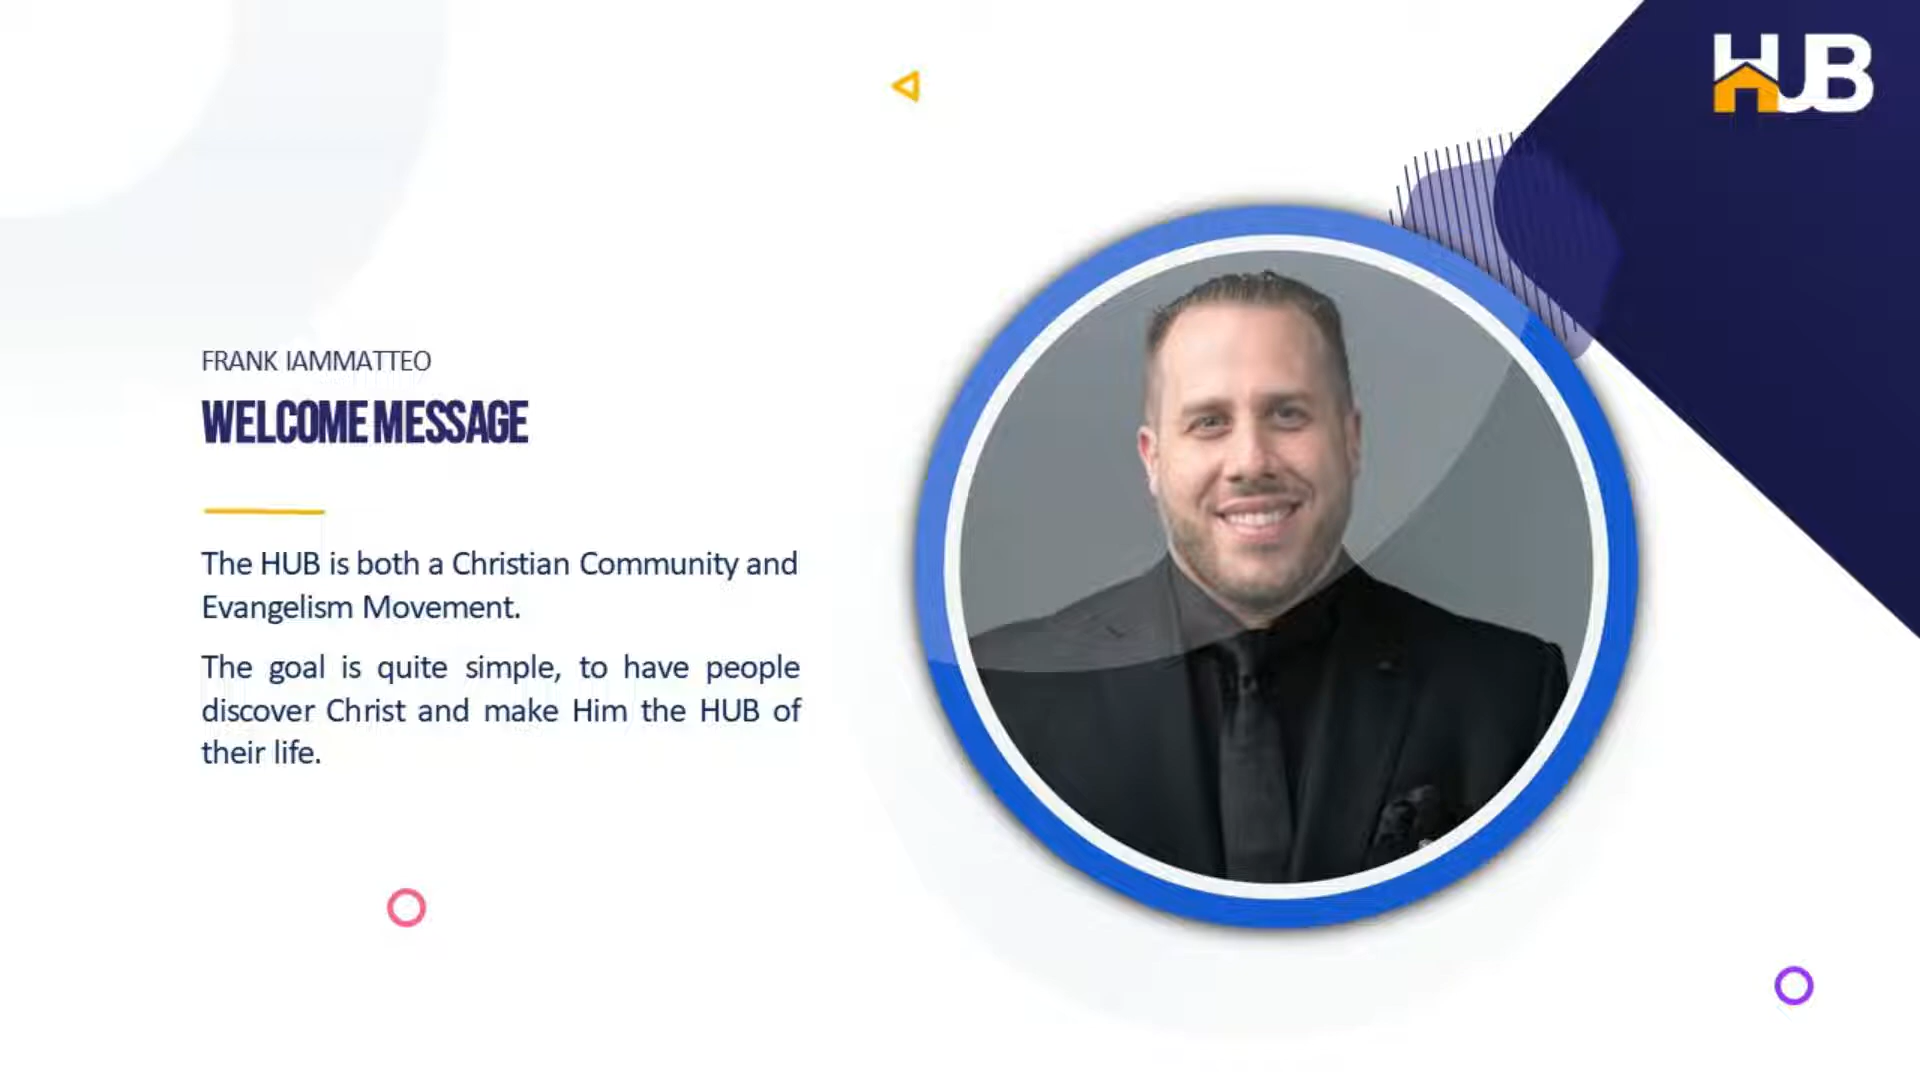 HUB
FRANK IAMMATTEO
WELCOME MESSAGE
The HUB is both a Christian Community and
Evangelism Movement.
The goal is quite simple, to have people
discover Christ and make Him the HUB of
their life.